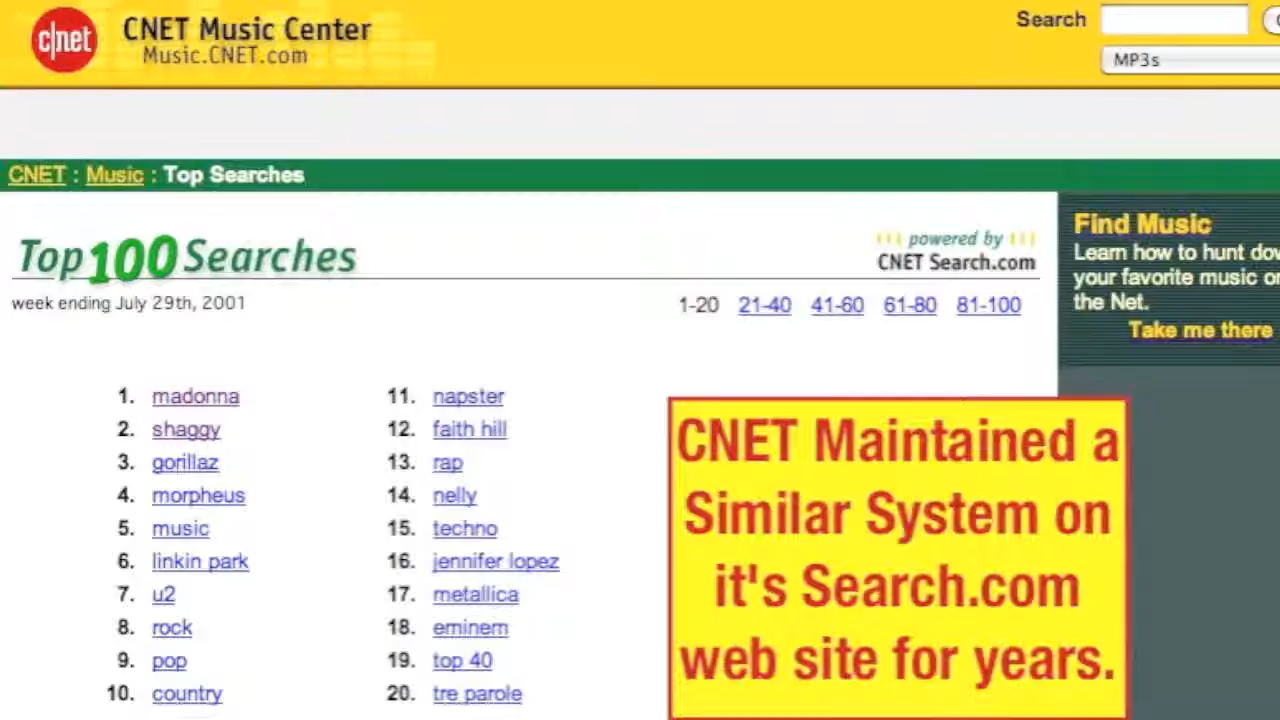 c|net
CNET Music Center
Music.CNET.com
Search
MP3s
CNET : Music : Top Searches
Top 100 Searches
powered by
CNET Search.com
week ending July 29th, 2001
1-20 21-40 41-60 61-80 81-100
Find Music
Learn how to hunt dow
your favorite music on
the Net.
Take me there
1. madonna
2. shaggy
3. gorillaz
4. morpheus
5. music
6. linkin park
7. u2
8. rock
9. pop
10. country
11. napster
12. faith hill
13. rap
14. nelly
15. techno
16. jennifer lopez
17. metallica
18. eminem
19. top 40
20. tre parole
CNET Maintained a
Similar System on
it's Search.com
web site for years.